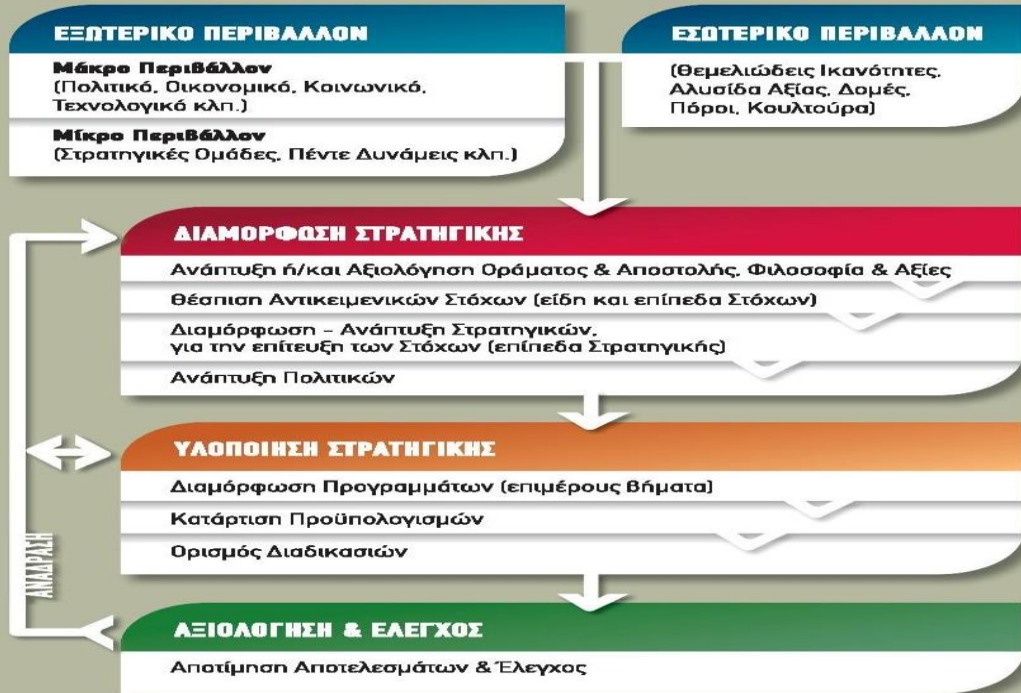 ΕΞΩΤΕΡΙΚΟ ΠΕΡΙΒΑΛΛΟΝ
Μάκρο Περιβάλλον
(Πολιτικό, Οικονομικό, Κοινωνικό,
Τεχνολογικό κλπ.)
Μίκρο Περιβάλλον
(Στρατηγικές Ομάδες, Πέντε Δυνάμεις κλπ.)
ΕΣΩΤΕΡΙΚΟ ΠΕΡΙΒΑΛΛΟΝ
(Θεμελιώδεις Ικανότητες,
Αλυσίδα Αξίας, Δομές,
Πόροι, Κουλτούρα)
ΔΙΑΜΟΡΦΩΣΗ ΣΤΡΑΤΗΓΙΚΗΣ
Ανάπτυξη ή/και Αξιολόγηση Οράματος & Αποστολής, Φιλοσοφία & Αξίες
Θέσπιση Αντικειμενικών Στόχων (είδη και επίπεδα Στόχων)
Διαμόρφωση – Ανάπτυξη Στρατηγικών,
για την επίτευξη των Στόχων (επίπεδα Στρατηγικής)
Ανάπτυξη Πολιτικών
ΥΛΟΠΟΙΗΣΗ ΣΤΡΑΤΗΓΙΚΗΣ
Διαμόρφωση Προγραμμάτων (επιμέρους βήματα)
Κατάρτιση Προϋπολογισμών
Ορισμός Διαδικασιών
ΑΝΑΔΡΑΣΗ
ΑΞΙΟΛΟΓΗΣΗ & ΕΛΕΓΧΟΣ
Αποτίμηση Αποτελεσμάτων & Έλεγχος